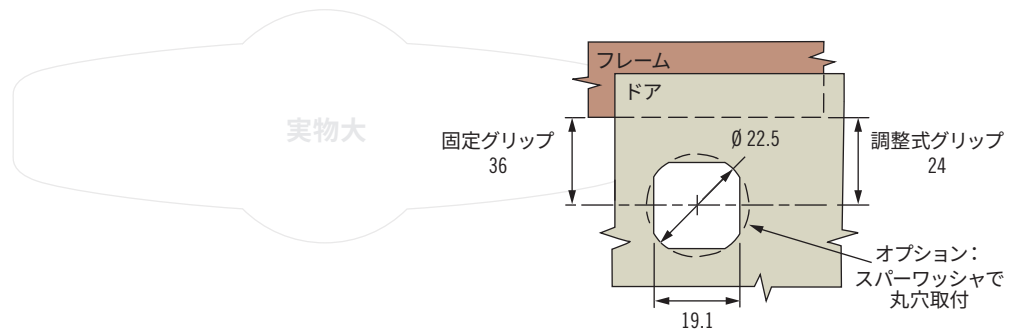 フレーム
ドア
実物大
固定グリップ
36
Ø 22.5
調整式グリップ
24
オプション：
スパーワッシャで
丸穴取付
19.1